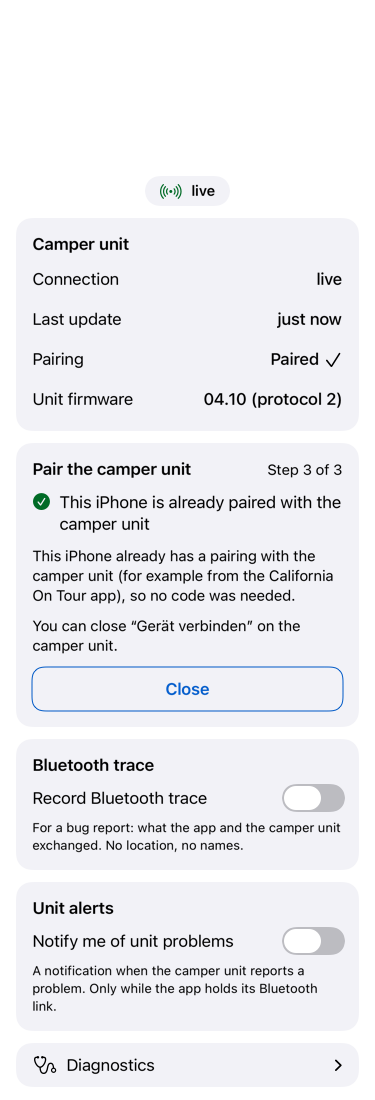 live
Camper unit
Connection live
Last update just now
Pairing Paired ✓
Unit firmware 04.10 (protocol 2)
Pair the camper unit Step 3 of 3
This iPhone is already paired with the
camper unit
This iPhone already has a pairing with the
camper unit (for example from the California
On Tour app), so no code was needed.
You can close “Gerät verbinden” on the
camper unit.
Close
Bluetooth trace
Record Bluetooth trace
For a bug report: what the app and the camper unit
exchanged. No location, no names.
Unit alerts
Notify me of unit problems
A notification when the camper unit reports a
problem. Only while the app holds its Bluetooth
link.
Diagnostics